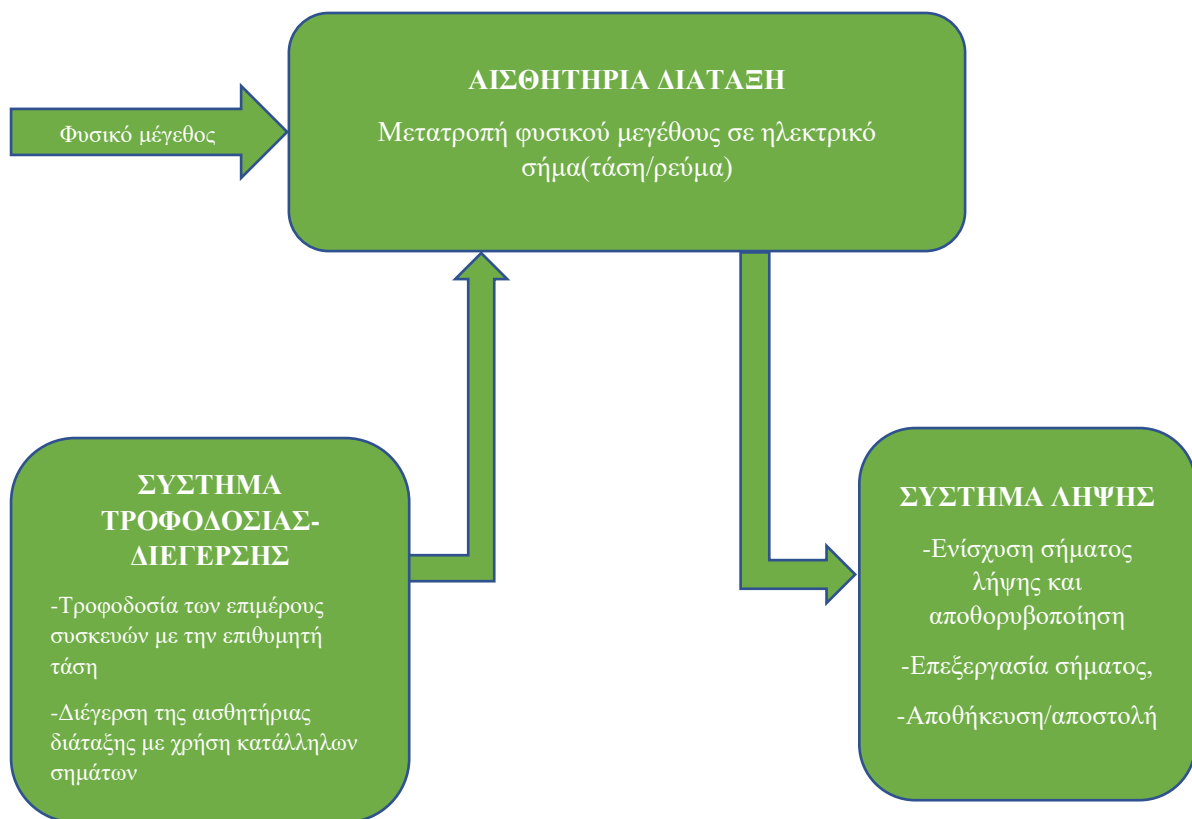 ΑΙΣΘΗΤΗΡΙΑ ΔΙΑΤΑΞΗ
Μετατροπή φυσικού μεγέθους σε ηλεκτρικό
σήμα(τάση/ρεύμα)
Φυσικό μέγεθος
ΣΥΣΤΗΜΑ
ΤΡΟΦΟΔΟΣΙΑΣ-
ΔΙΕΓΕΡΣΗΣ
-Τροφοδοσία των επιμέρους
συσκευών με την επιθυμητή
τάση
-Διέγερση της αισθητήριας
διάταξης με χρήση κατάλληλων
σημάτων
ΣΥΣΤΗΜΑ ΛΗΨΗΣ
-Ενίσχυση σήματος
λήψης και
αποθορυβοποίηση
-Επεξεργασία σήματος,
-Αποθήκευση/αποστολή